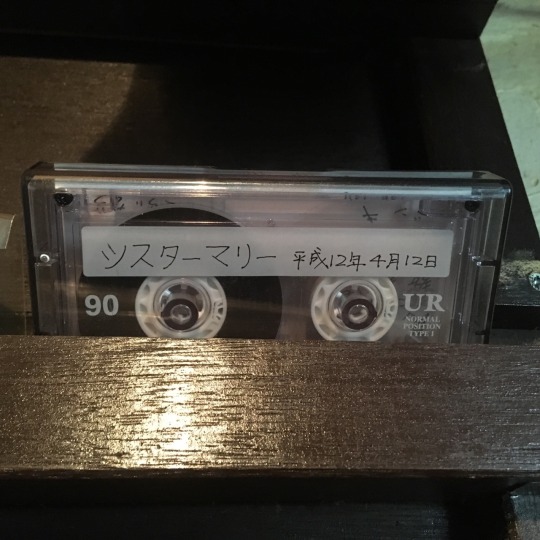 シスターマリー 平成12年4月12日
90
UR
NORMAL
POSITION
TYPE I